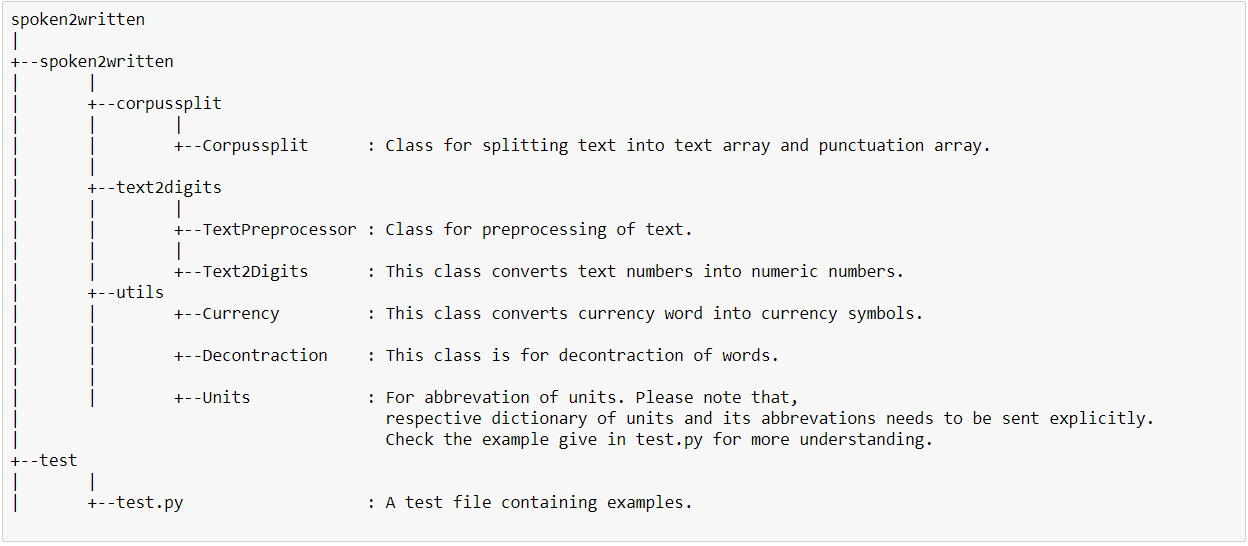 spoken2written
|
+--spoken2written
|       |
|       +--corpussplit
|       |        |
|       |        +--Corpussplit      : Class for splitting text into text array and punctuation array.
|       |
|       +--text2digits
|       |        |
|       |        +--TextPreprocessor : Class for preprocessing of text.
|       |        |
|       |        +--Text2Digits      : This class converts text numbers into numeric numbers.
|       +--utils
|       |        +--Currency         : This class converts currency word into currency symbols.
|       |
|       |        +--Decontraction    : This class is for decontraction of words.
|       |
|       |        +--Units            : For abbrevation of units. Please note that,
|                                      respective dictionary of units and its abbrevations needs to be sent explicitly.
|                                      Check the example give in test.py for more understanding.
+--test
|       |
|       +--test.py                   : A test file containing examples.